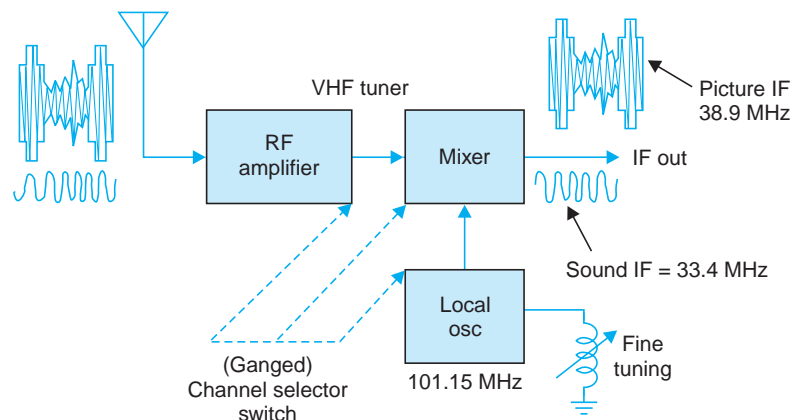 VHF tuner
Picture IF
38.9 MHz
RF
amplifier
Mixer
IF out
Sound IF = 33.4 MHz
Local
osc
Fine
tuning
(Ganged)
Channel selector
switch
101.15 MHz